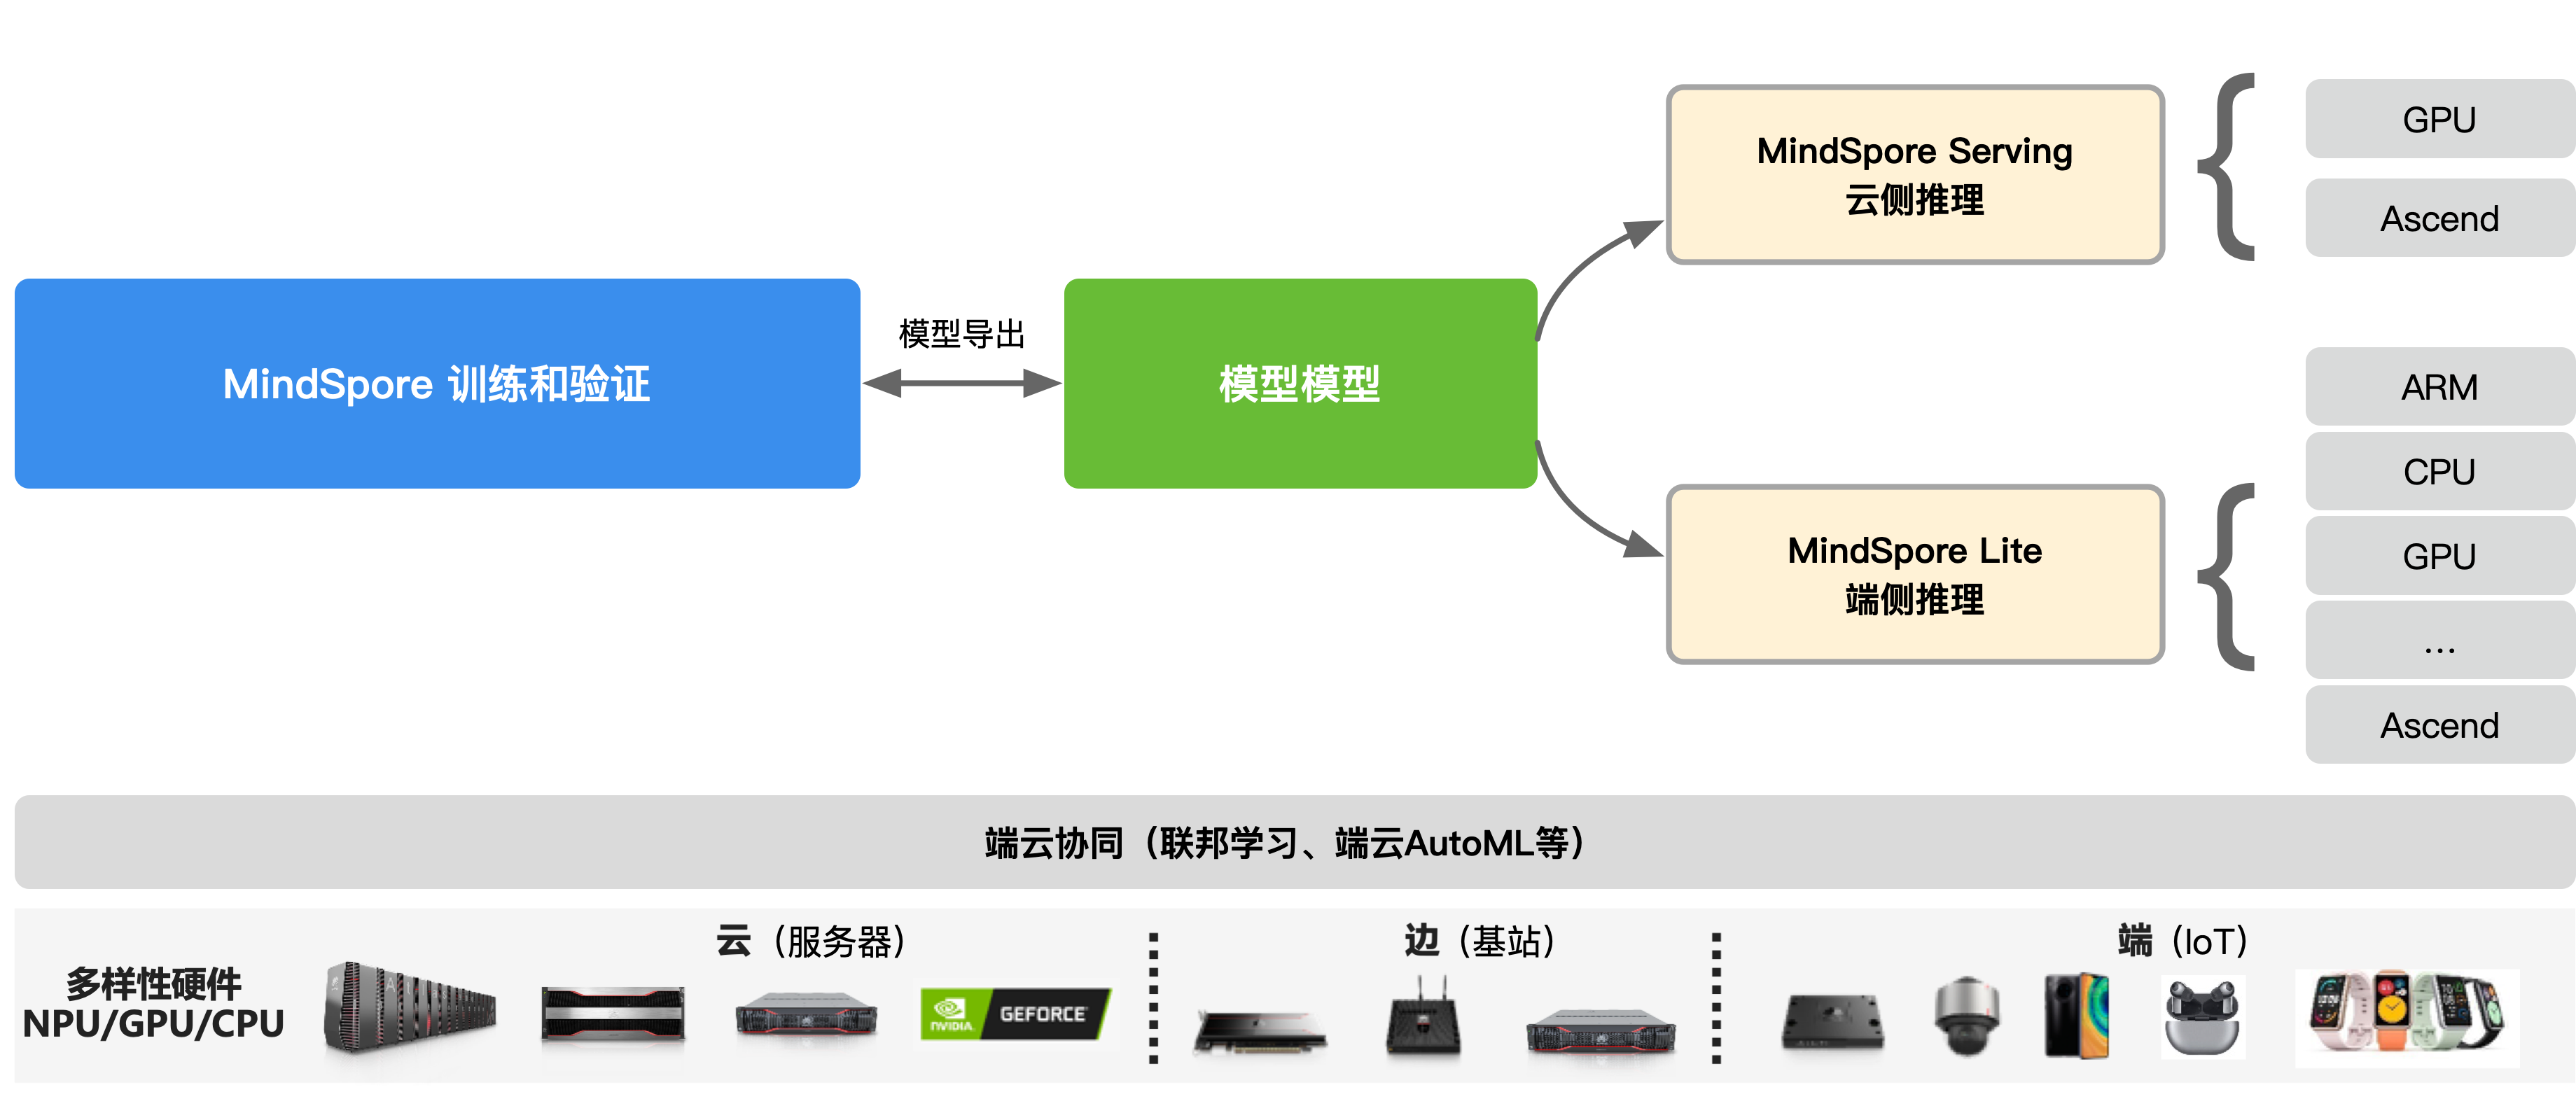 MindSpore 训练和验证
模型导出
模型模型
MindSpore Serving
云侧推理
GPU
Ascend
MindSpore Lite
端侧推理
ARM
CPU
GPU
...
Ascend
端云协同（联邦学习、端云AutoML等）
多样性硬件
NPU/GPU/CPU
云（服务器）
NVIDIA.
GEFORCE
边（基站）
端（IoT）